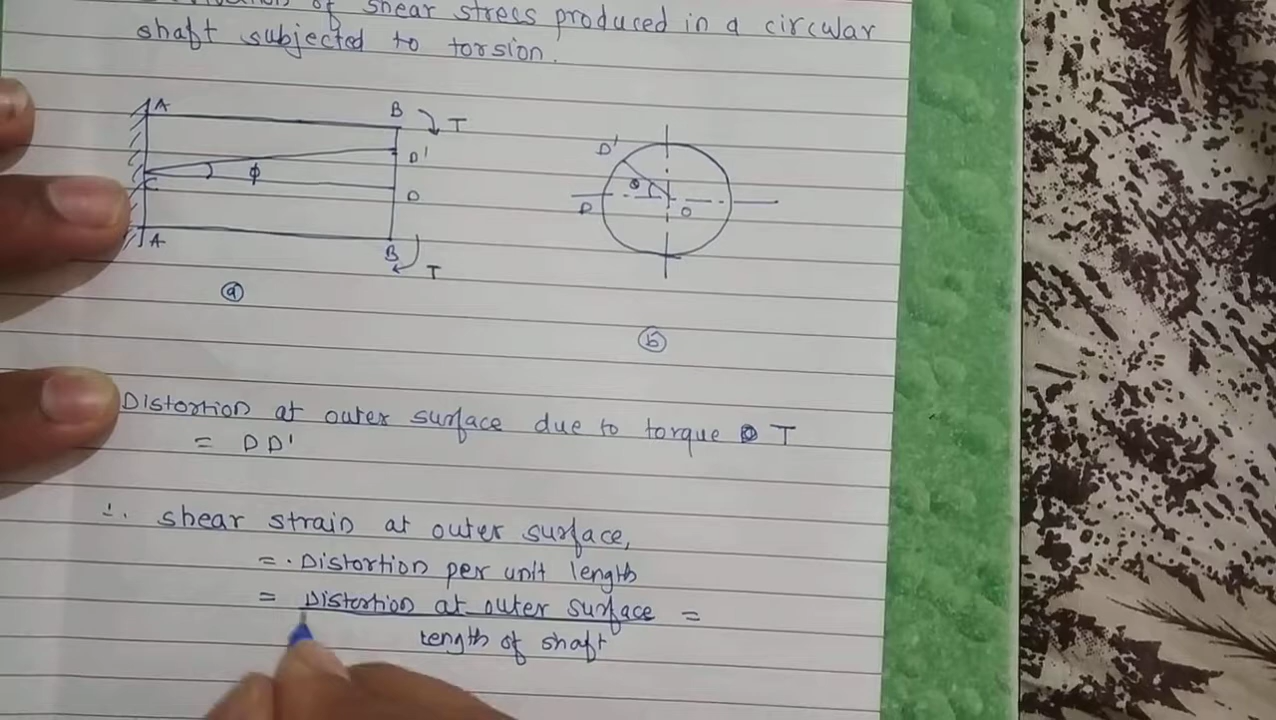 of shear stress produced in a circular
shaft subjected to torsion.
A
B
T
D'
φ
C
D
A
B
T
ⓐ
D'
θ
D
O
ⓑ
Distortion at outer surface due to torque T
= DD'
∴ shear strain at outer surface,
= Distortion per unit length
= Distortion at outer surface =
Length of shaft